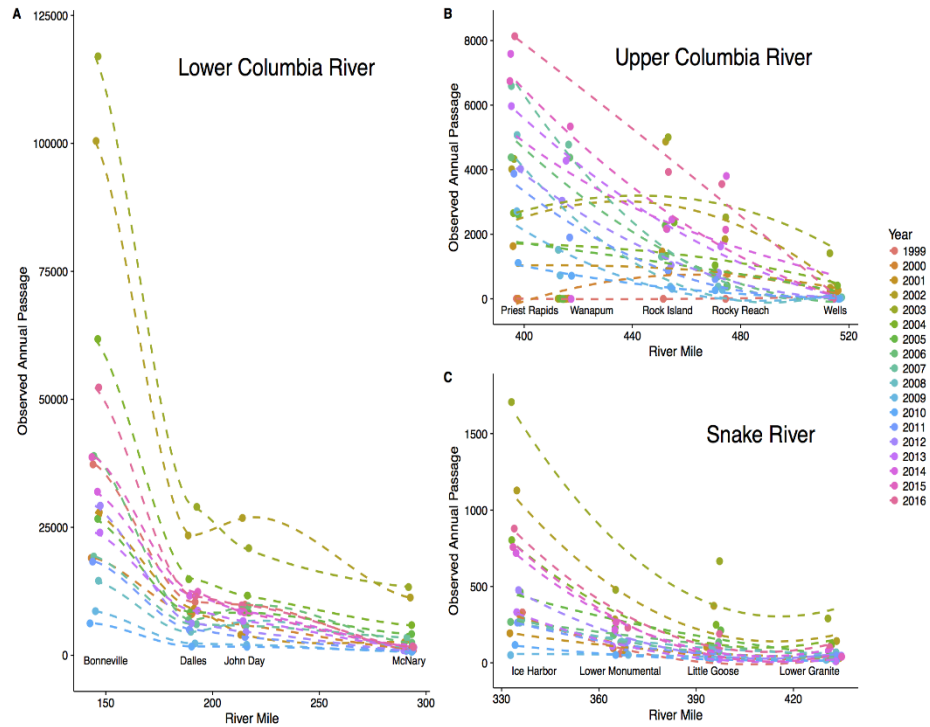 A
Lower Columbia River
Observed Annual Passage
125000
100000
75000
50000
25000
0
Bonneville
Dalles
John Day
McNary
150
200
250
300
River Mile
B
Upper Columbia River
Observed Annual Passage
8000
6000
4000
2000
0
Priest Rapids
Wanapum
Rock Island
Rocky Reach
Wells
400
440
480
520
River Mile
C
Snake River
Observed Annual Passage
1500
1000
500
0
Ice Harbor
Lower Monumental
Little Goose
Lower Granite
330
360
390
420
River Mile
Year
1999
2000
2001
2002
2003
2004
2005
2006
2007
2008
2009
2010
2011
2012
2013
2014
2015
2016